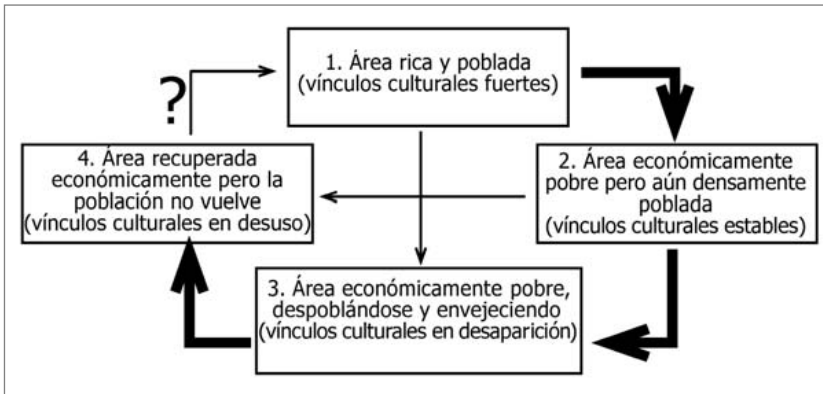 1. Área rica y poblada
(vínculos culturales fuertes)
?
4. Área recuperada
económicamente pero la
población no vuelve
(vínculos culturales en desuso)
2. Área económicamente
pobre pero aún densamente
poblada
(vínculos culturales estables)
3. Área económicamente pobre,
despoblándose y envejeciendo
(vínculos culturales en desaparición)